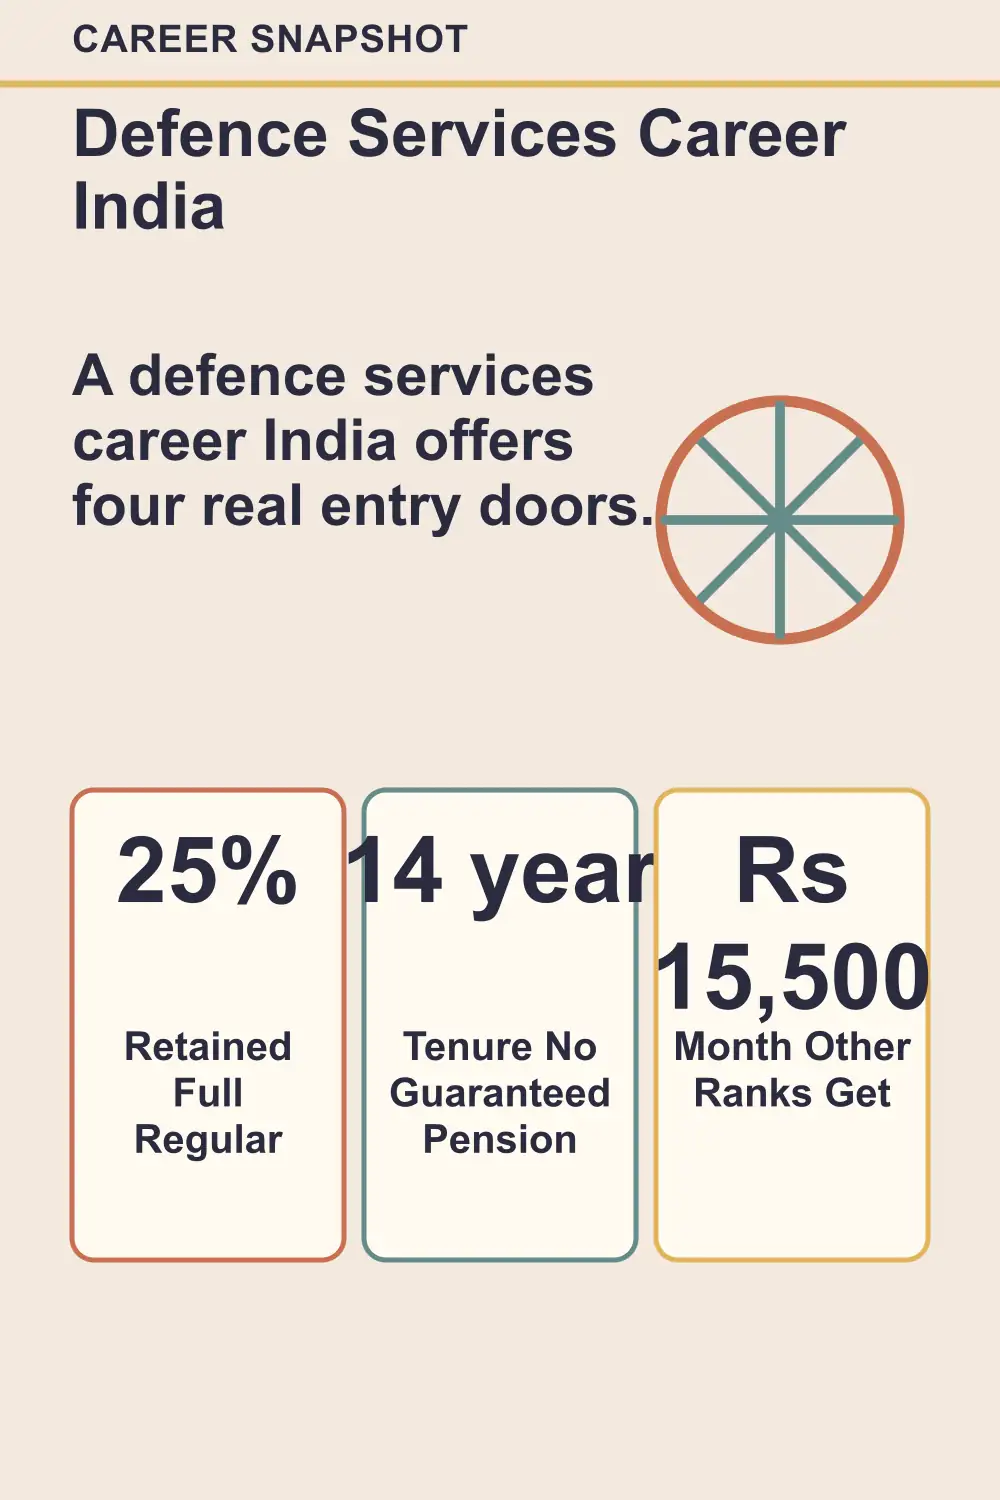 CAREER SNAPSHOT
Defence Services Career
India
A defence services
career India offers
four real entry doors.
25%
Retained
Full
Regular
14 year
Tenure No
Guaranteed
Pension
Rs
15,500
Month Other
Ranks Get